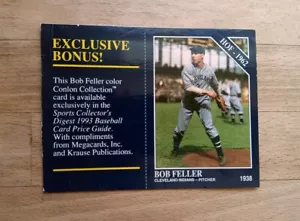 EXCLUSIVE
BONUS!
This Bob Feller color
Conlon Collection™
card is available
exclusively in the
Sports Collector's
Digest 1993 Baseball
Card Price Guide.
With compliments
from Megacards, Inc.
and Krause Publications.
HOF - 1962
BOB FELLER
CLEVELAND INDIANS – PITCHER
1938